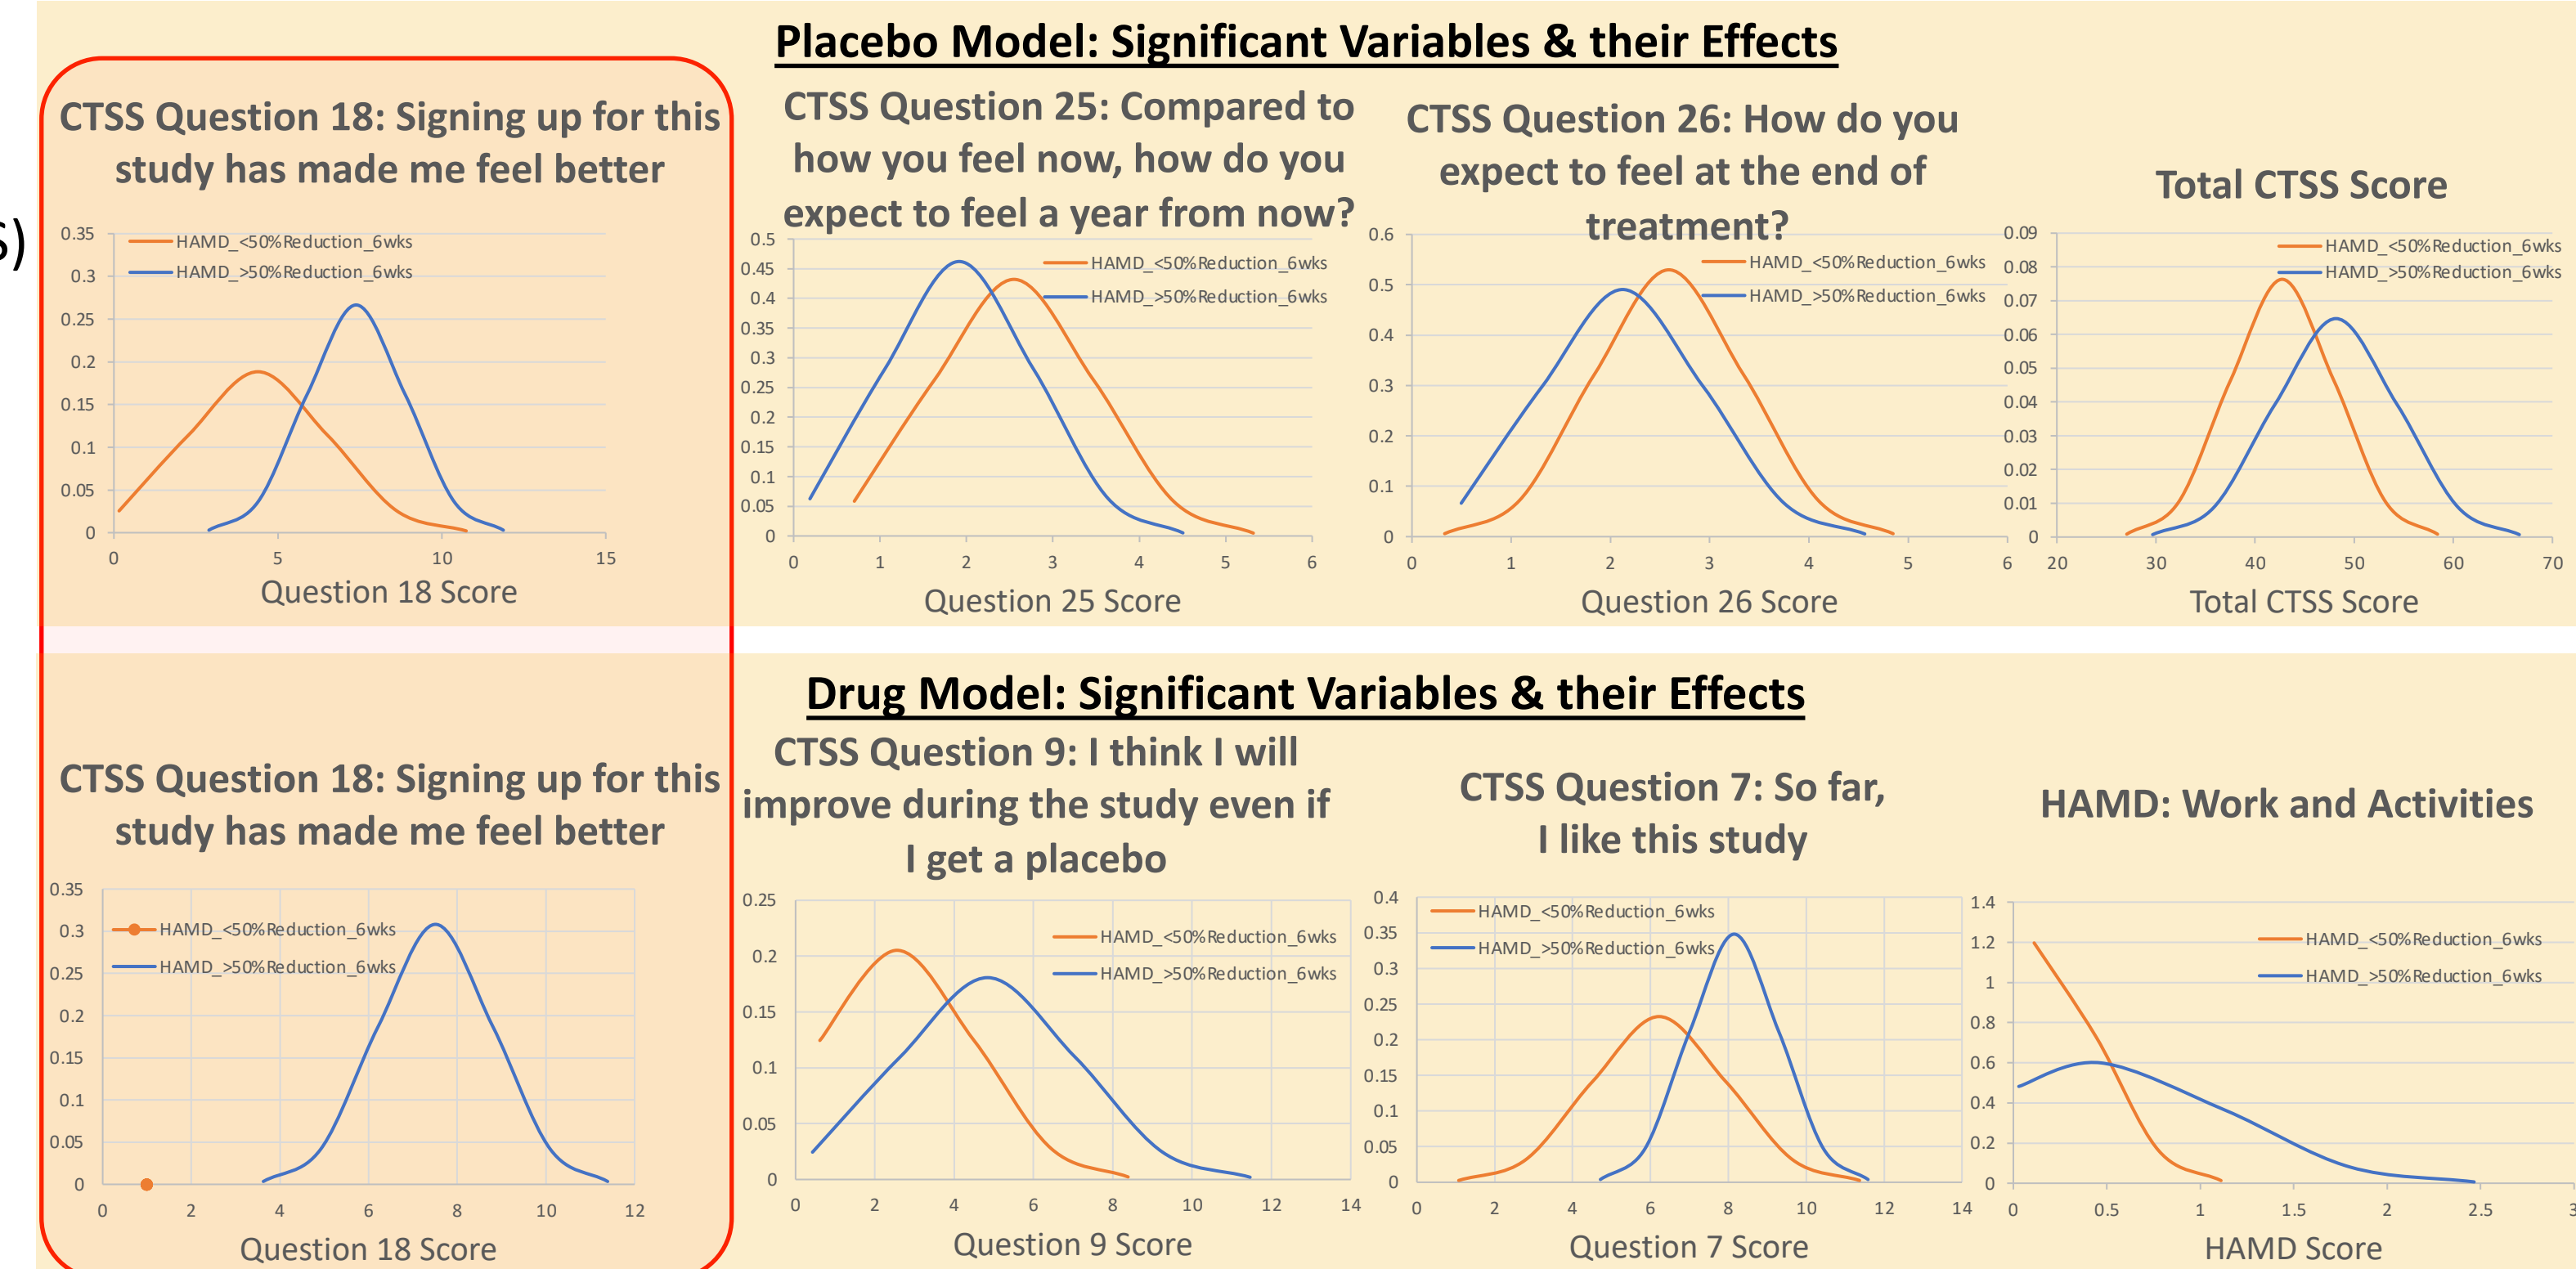 S)
Placebo Model: Significant Variables & their Effects
CTSS Question 18: Signing up for this
study has made me feel better
0.35
0.3
0.25
0.2
0.15
0.1
0.05
0
HAMD_<50%Reduction_6wks
HAMD_>50%Reduction_6wks
0 5 10 15
Question 18 Score
CTSS Question 25: Compared to
how you feel now, how do you
expect to feel a year from now?
0.5
0.45
0.4
0.35
0.3
0.25
0.2
0.15
0.1
0.05
0
HAMD_<50%Reduction_6wks
HAMD_>50%Reduction_6wks
0 1 2 3 4 5 6
Question 25 Score
CTSS Question 26: How do you
expect to feel at the end of
treatment?
0.6
0.5
0.4
0.3
0.2
0.1
0
HAMD_<50%Reduction_6wks
HAMD_>50%Reduction_6wks
0 1 2 3 4 5 6
Question 26 Score
Total CTSS Score
0.09
0.08
0.07
0.06
0.05
0.04
0.03
0.02
0.01
0
HAMD_<50%Reduction_6wks
HAMD_>50%Reduction_6wks
20 30 40 50 60 70
Total CTSS Score
Drug Model: Significant Variables & their Effects
CTSS Question 18: Signing up for this
study has made me feel better
0.35
0.3
0.25
0.2
0.15
0.1
0.05
0
HAMD_<50%Reduction_6wks
HAMD_>50%Reduction_6wks
0 2 4 6 8 10 12
Question 18 Score
CTSS Question 9: I think I will
improve during the study even if
I get a placebo
0.25
0.2
0.15
0.1
0.05
0
HAMD_<50%Reduction_6wks
HAMD_>50%Reduction_6wks
0 2 4 6 8 10 12 14
Question 9 Score
CTSS Question 7: So far,
I like this study
0.4
0.35
0.3
0.25
0.2
0.15
0.1
0.05
0
HAMD_<50%Reduction_6wks
HAMD_>50%Reduction_6wks
0 2 4 6 8 10 12 14
Question 7 Score
HAMD: Work and Activities
1.4
1.2
1
0.8
0.6
0.4
0.2
0
HAMD_<50%Reduction_6wks
HAMD_>50%Reduction_6wks
0 0.5 1 1.5 2 2.5 3
HAMD Score